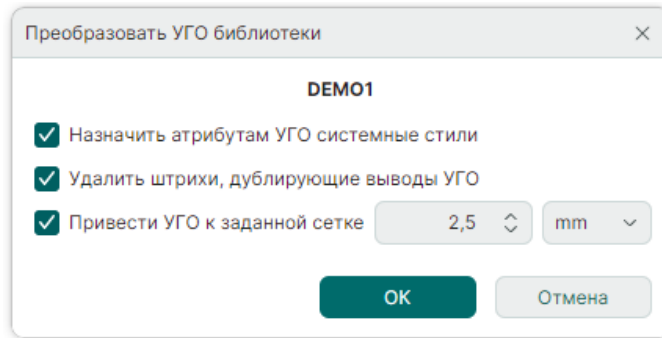 Преобразовать УГО библиотеки
DEMO1
Назначить атрибутам УГО системные стили
Удалить штрихи, дублирующие выводы УГО
Привести УГО к заданной сетке 2,5 mm
ОК Отмена